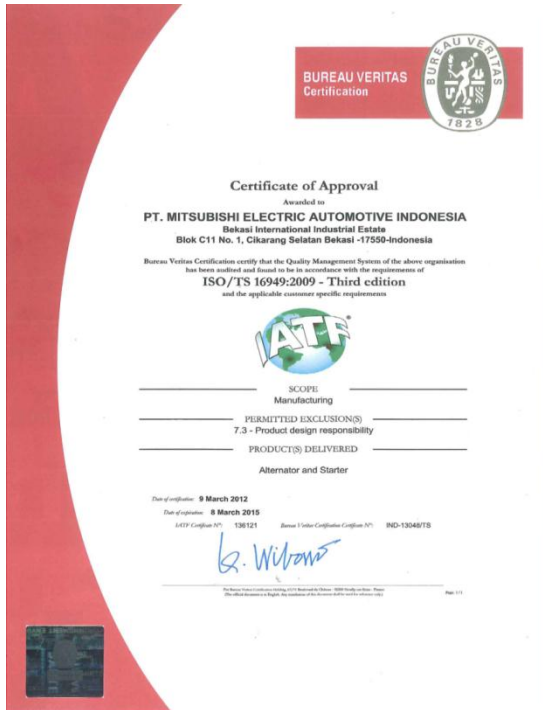 BUREAU VERITAS
Certification
BUREAU VERITAS
1828
Certificate of Approval
Awarded to
PT. MITSUBISHI ELECTRIC AUTOMOTIVE INDONESIA
Bekasi International Industrial Estate
Blok C11 No. 1, Cikarang Selatan Bekasi -17550-Indonesia
Bureau Veritas Certification certify that the Quality Management System of the above organisation
has been audited and found to be in accordance with the requirements of
ISO/TS 16949:2009 - Third edition
and the applicable customer specific requirements
IATF
SCOPE
Manufacturing
PERMITTED EXCLUSION(S)
7.3 - Product design responsibility
PRODUCT(S) DELIVERED
Alternator and Starter
Date of certification: 9 March 2012
Date of expiration: 8 March 2015
IATF Certificate N°: 136121 Bureau Veritas Certification Certificate N°: IND-13048/TS